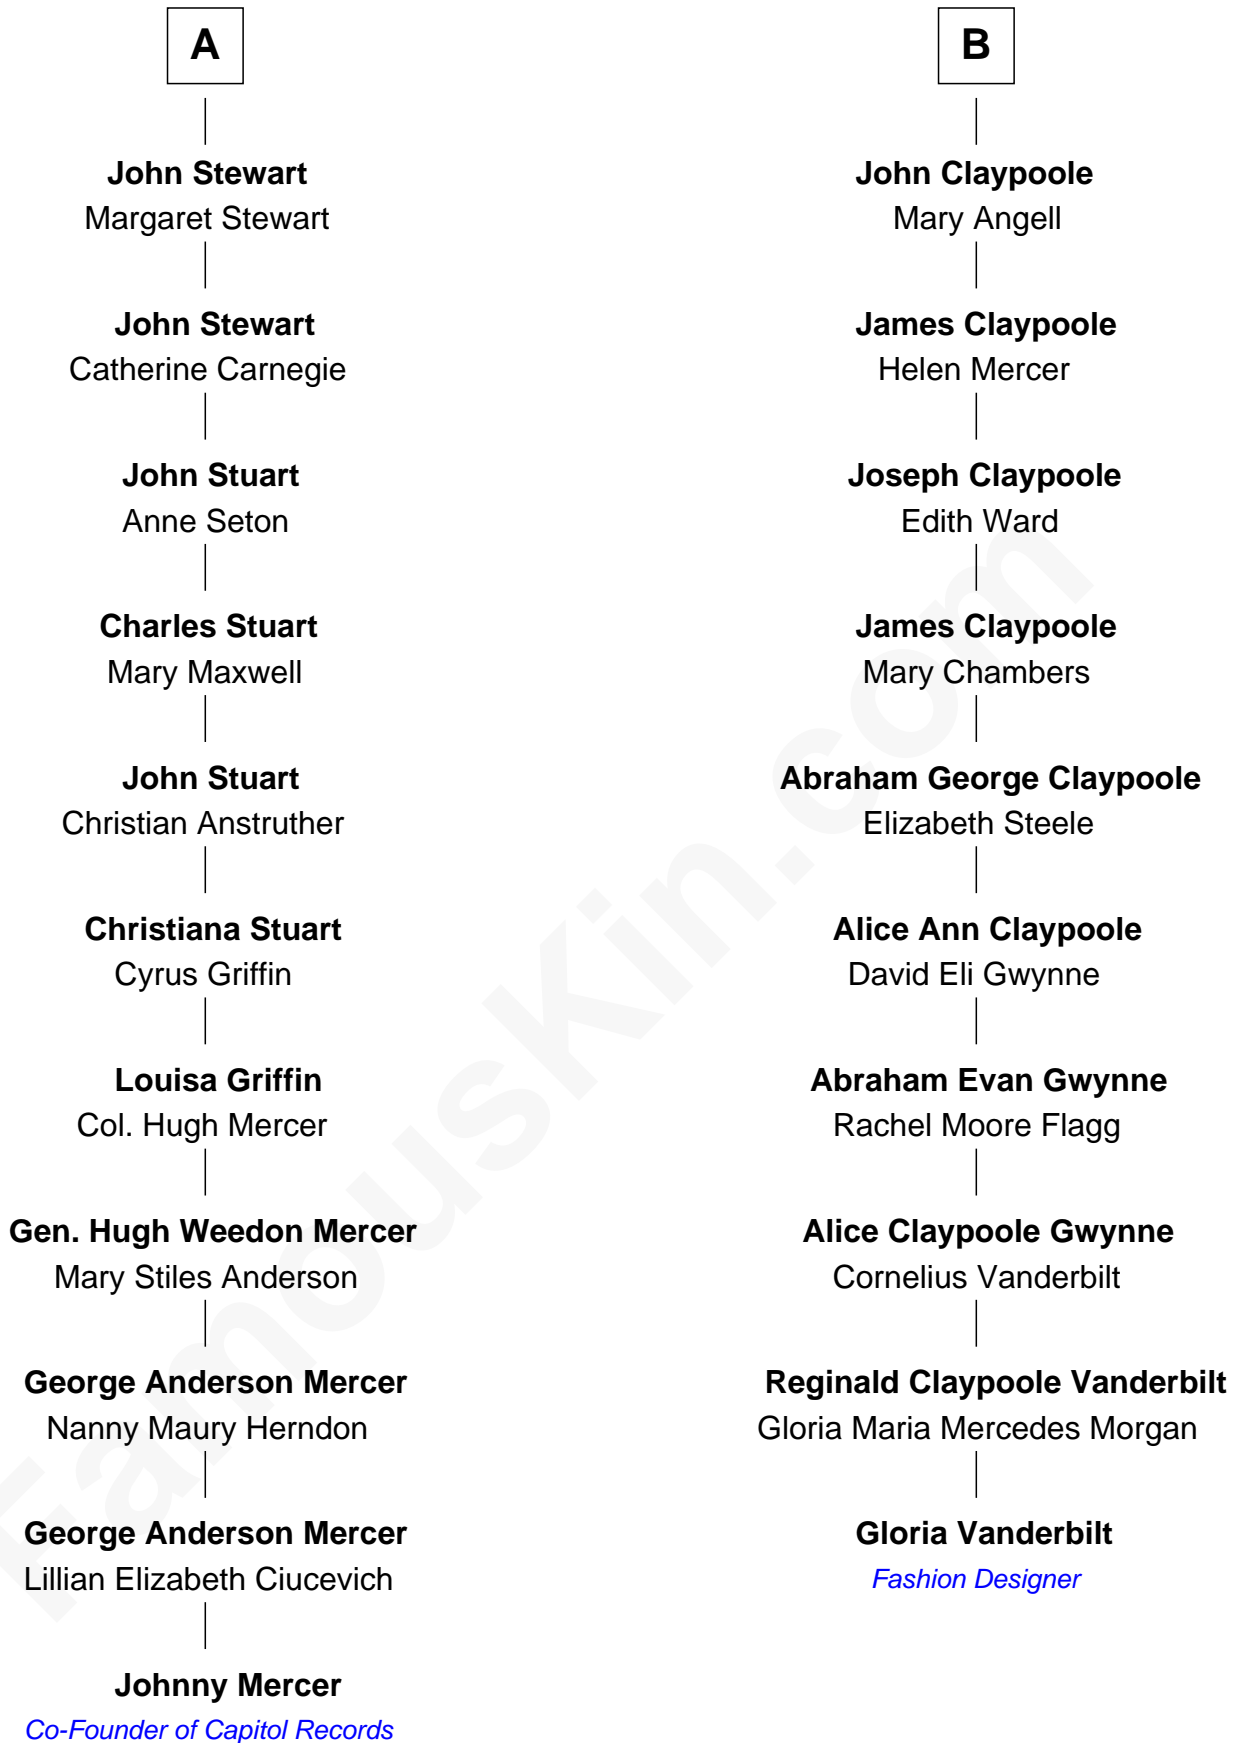 A
John Stewart
Margaret Stewart
John Stewart
Catherine Carnegie
John Stuart
Anne Seton
Charles Stuart
Mary Maxwell
John Stuart
Christian Anstruther
Christiana Stuart
Cyrus Griffin
Louisa Griffin
Col. Hugh Mercer
Gen. Hugh Weedon Mercer
Mary Stiles Anderson
George Anderson Mercer
Nanny Maury Herndon
George Anderson Mercer
Lillian Elizabeth Ciucevich
Johnny Mercer
Co-Founder of Capitol Records
B
John Claypoole
Mary Angell
James Claypoole
Helen Mercer
Joseph Claypoole
Edith Ward
James Claypoole
Mary Chambers
Abraham George Claypoole
Elizabeth Steele
Alice Ann Claypoole
David Eli Gwynne
Abraham Evan Gwynne
Rachel Moore Flagg
Alice Claypoole Gwynne
Cornelius Vanderbilt
Reginald Claypoole Vanderbilt
Gloria Maria Mercedes Morgan
Gloria Vanderbilt
Fashion Designer
FamousKin.com